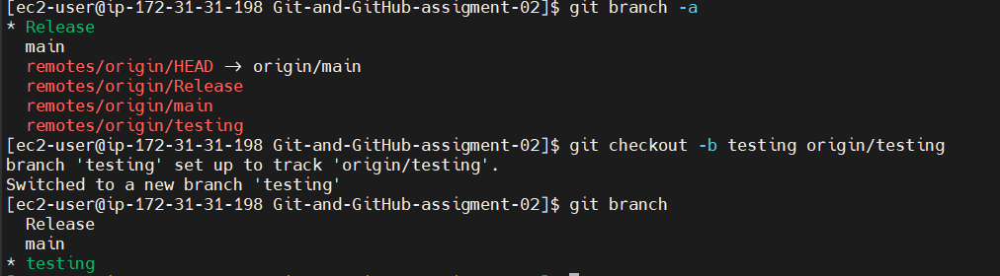 [ec2-user@ip-172-31-31-198 Git-and-GitHub-assigment-02]$ git branch -a
* Release
  main
  remotes/origin/HEAD -> origin/main
  remotes/origin/Release
  remotes/origin/main
  remotes/origin/testing
[ec2-user@ip-172-31-31-198 Git-and-GitHub-assigment-02]$ git checkout -b testing origin/testing
branch 'testing' set up to track 'origin/testing'.
Switched to a new branch 'testing'
[ec2-user@ip-172-31-31-198 Git-and-GitHub-assigment-02]$ git branch
  Release
  main
* testing